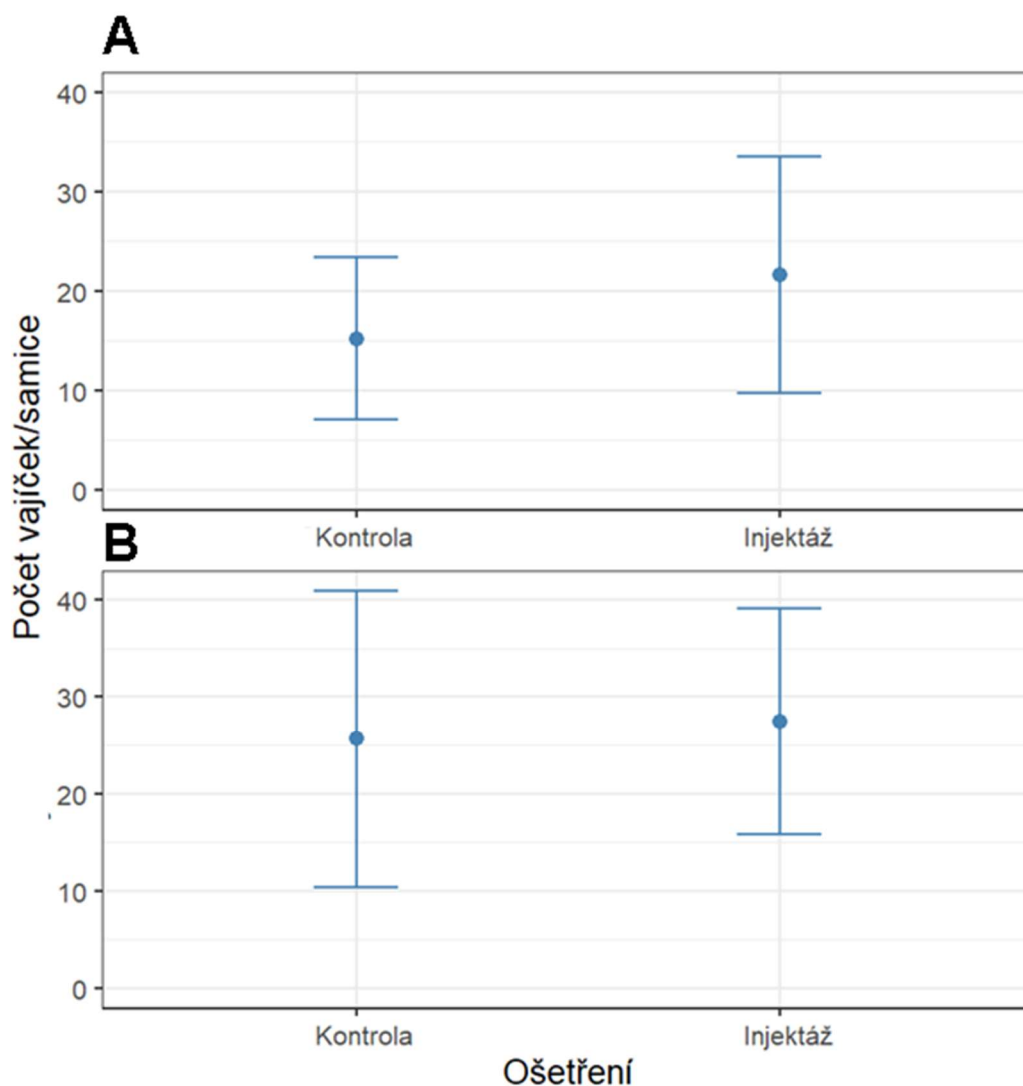 A
Počet vajíček/samice
40
30
20
10
0
Kontrola Injektáž
B
40
30
20
10
0
Kontrola Injektáž
Ošetření